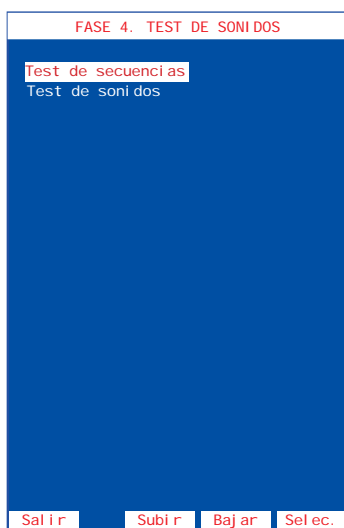 FASE 4. TEST DE SONIDOS
Test de secuencias
Test de sonidos
Salir Subir Bajar Selec.